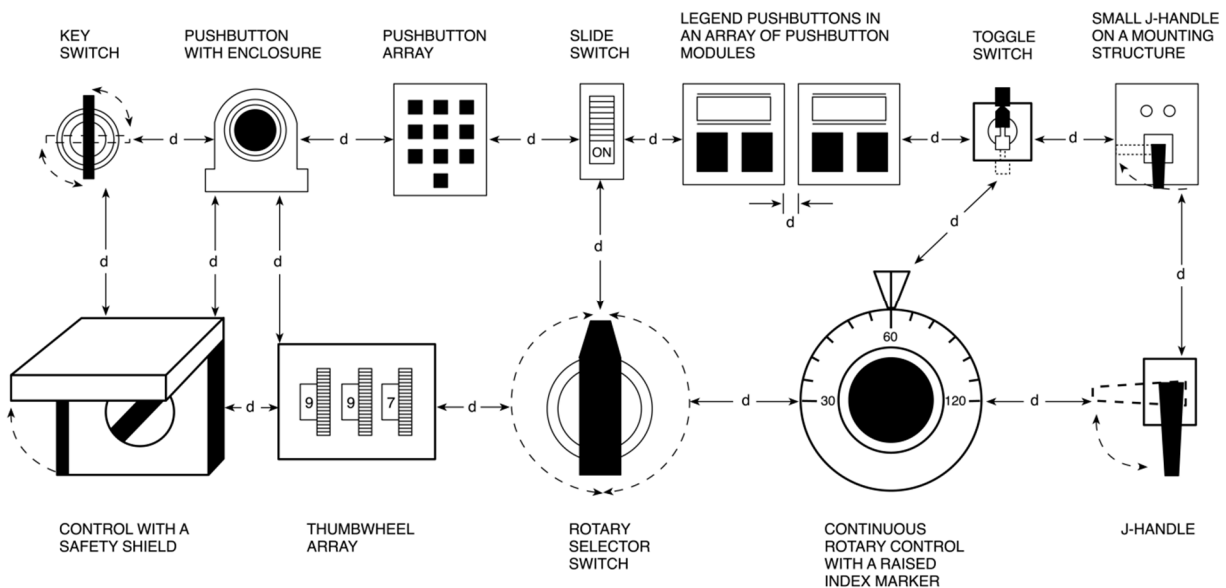 KEY
SWITCH
PUSHBUTTON
WITH ENCLOSURE
PUSHBUTTON
ARRAY
SLIDE
SWITCH
LEGEND PUSHBUTTONS IN
AN ARRAY OF PUSHBUTTON
MODULES
TOGGLE
SWITCH
SMALL J-HANDLE
ON A MOUNTING
STRUCTURE
d
d
d
ON
d
d
d
d
d
d
d
d
d
d
60
30
120
9
9
7
d
d
d
d
CONTROL WITH A
SAFETY SHIELD
THUMBWHEEL
ARRAY
ROTARY
SELECTOR
SWITCH
CONTINUOUS
ROTARY CONTROL
WITH A RAISED
INDEX MARKER
J-HANDLE